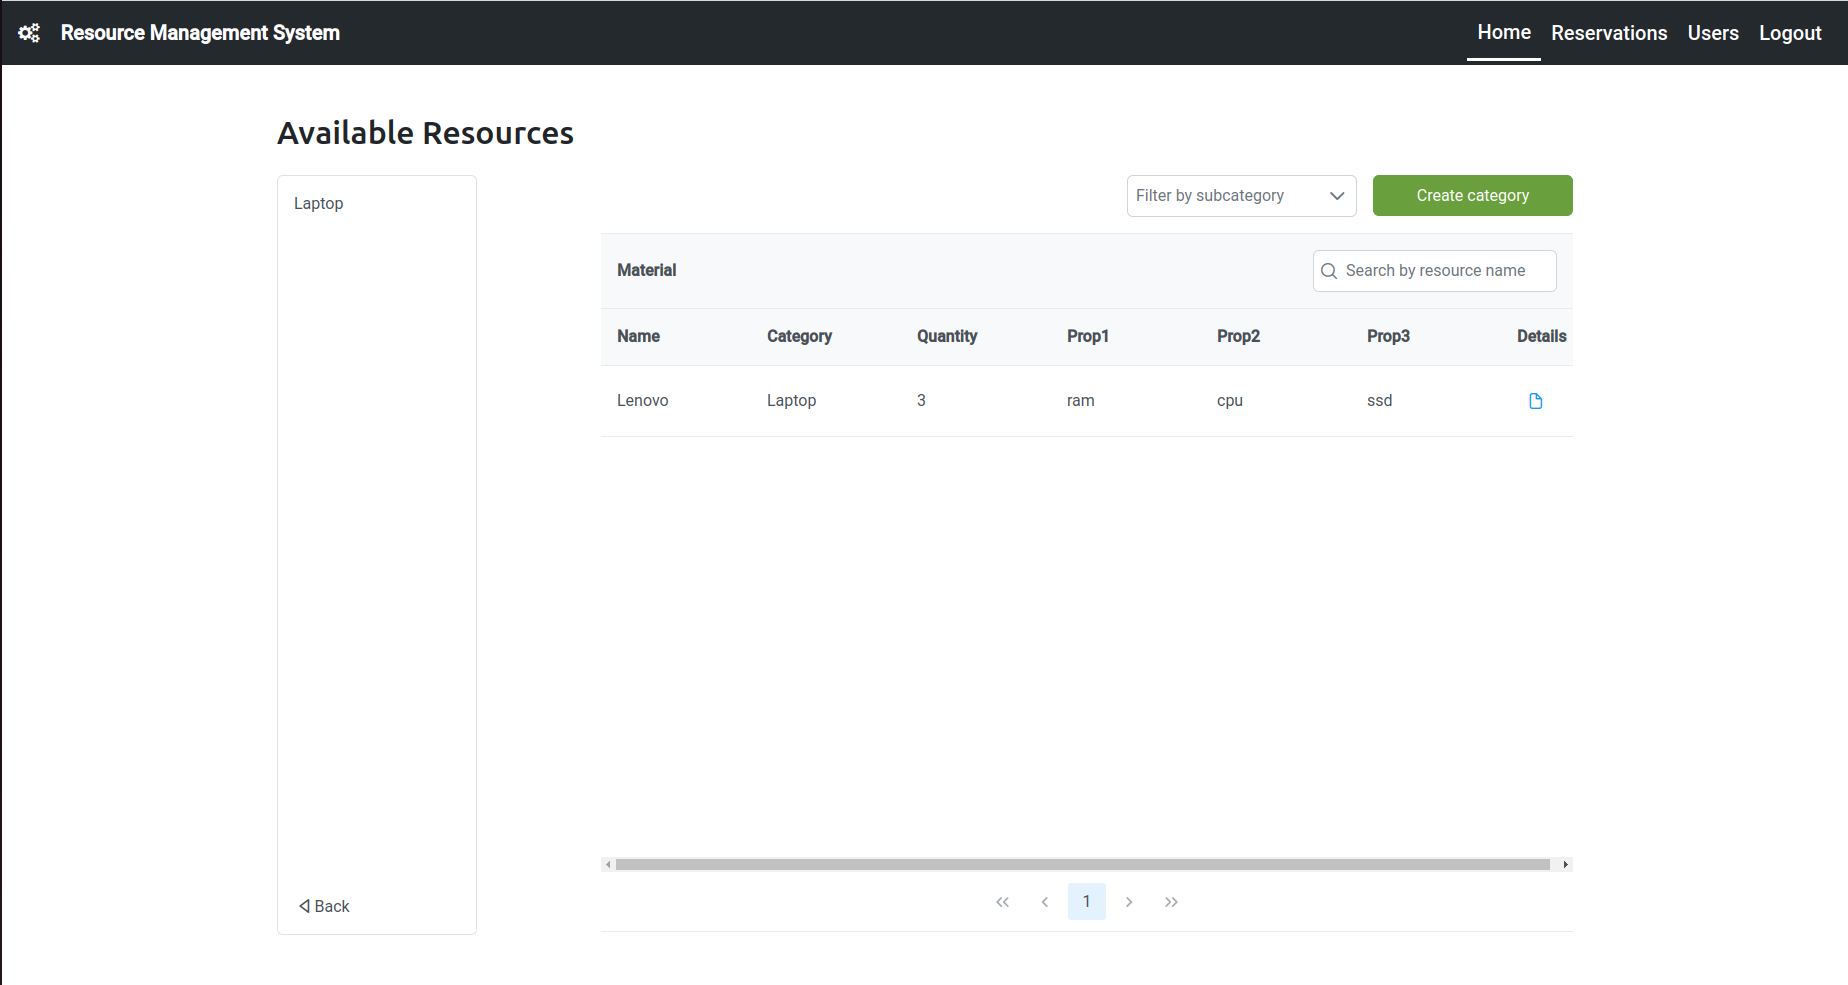 Resource Management System
Home Reservations Users Logout
Available Resources
Laptop
Back
Filter by subcategory
Create category
Material
Search by resource name
Name Category Quantity Prop1 Prop2 Prop3 Details
Lenovo Laptop 3 ram cpu ssd
1